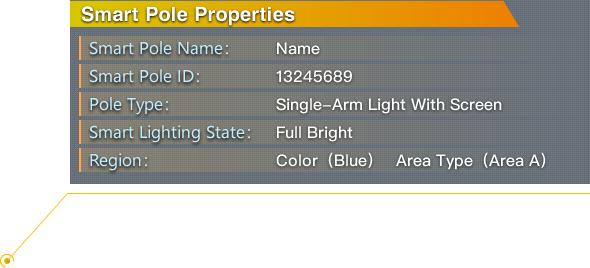 Smart Pole Properties
Smart Pole Name： Name
Smart Pole ID： 13245689
Pole Type： Single-Arm Light With Screen
Smart Lighting State： Full Bright
Region： Color（Blue） Area Type（Area A）